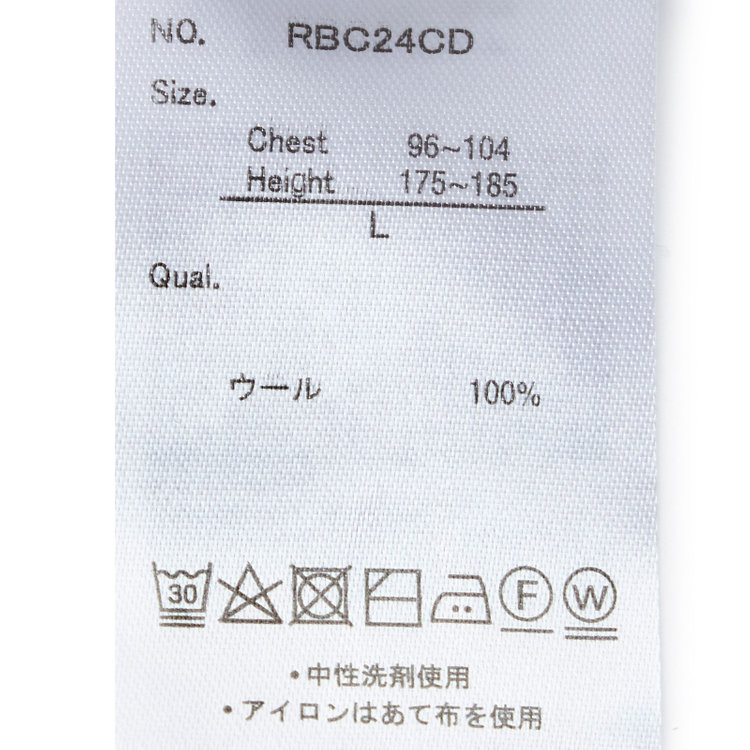 NO. RBC24CD
Size.
Chest 96~104
Height 175~185
L
Qual.
ウール 100%
30 F W
・中性洗剤使用
・アイロンはあて布を使用